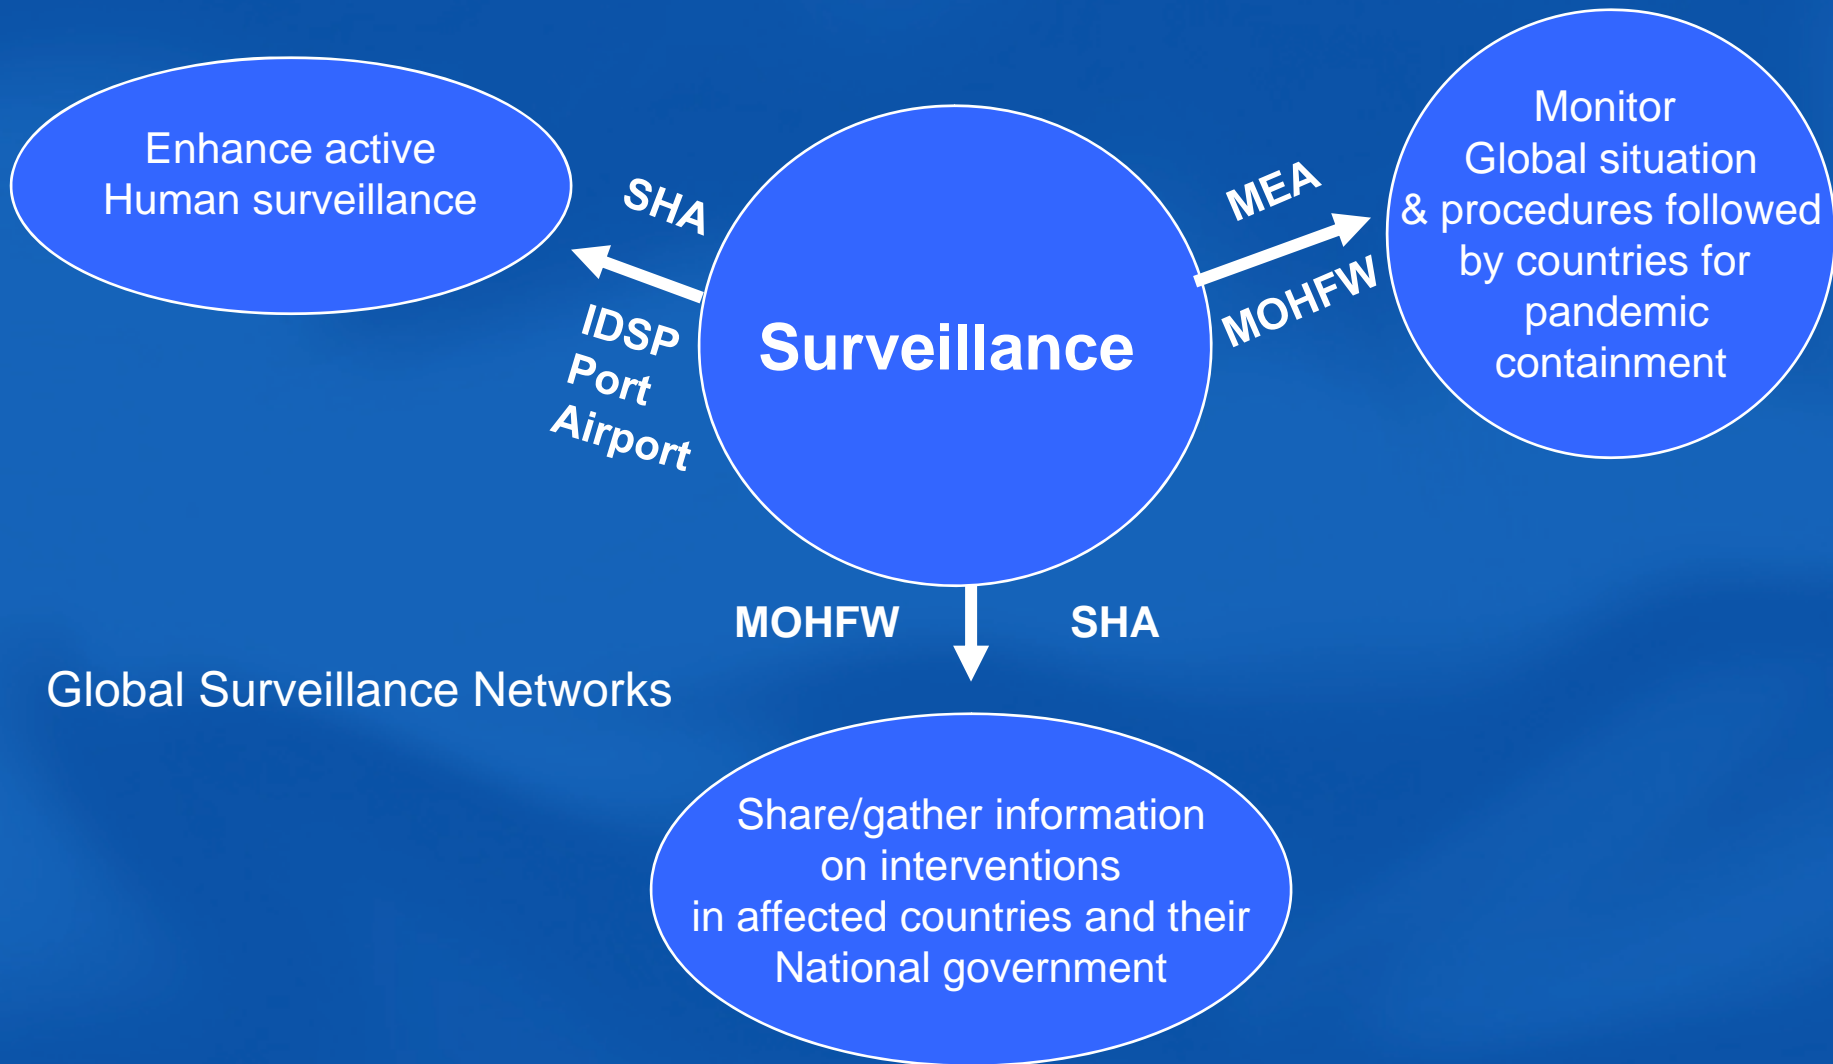 Enhance active
Human surveillance
SHA
IDSP
Port
Airport
Surveillance
MEA
MOHFW
Monitor
Global situation
& procedures followed
by countries for
pandemic
containment
MOHFW
SHA
Global Surveillance Networks
Share/gather information
on interventions
in affected countries and their
National government